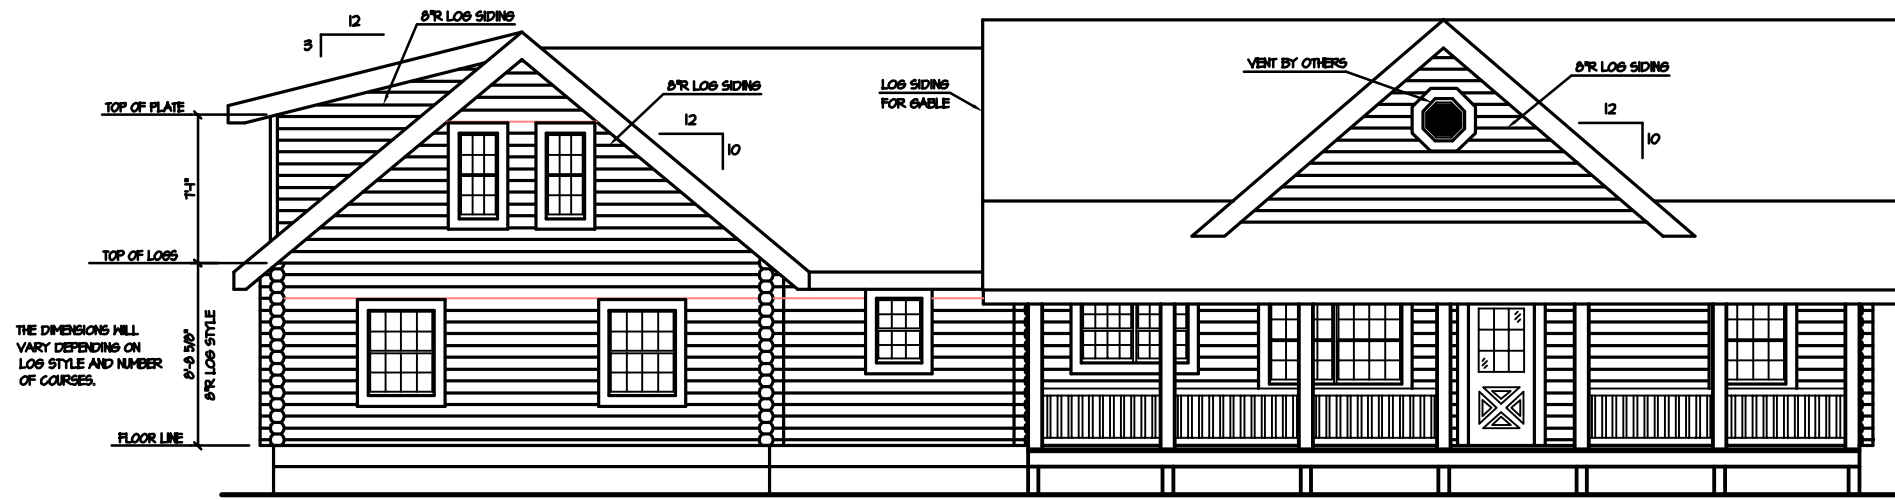 12
3
8"R LOG SIDING
TOP OF PLATE
8"R LOG SIDING
12
10
LOG SIDING
FOR GABLE
VENT BY OTHERS
8"R LOG SIDING
12
10
7'4"
TOP OF LOGS
THE DIMENSIONS WILL
VARY DEPENDING ON
LOG STYLE AND NUMBER
OF COURSES.
8'-8 5/8"
8"R LOG STYLE
FLOOR LINE